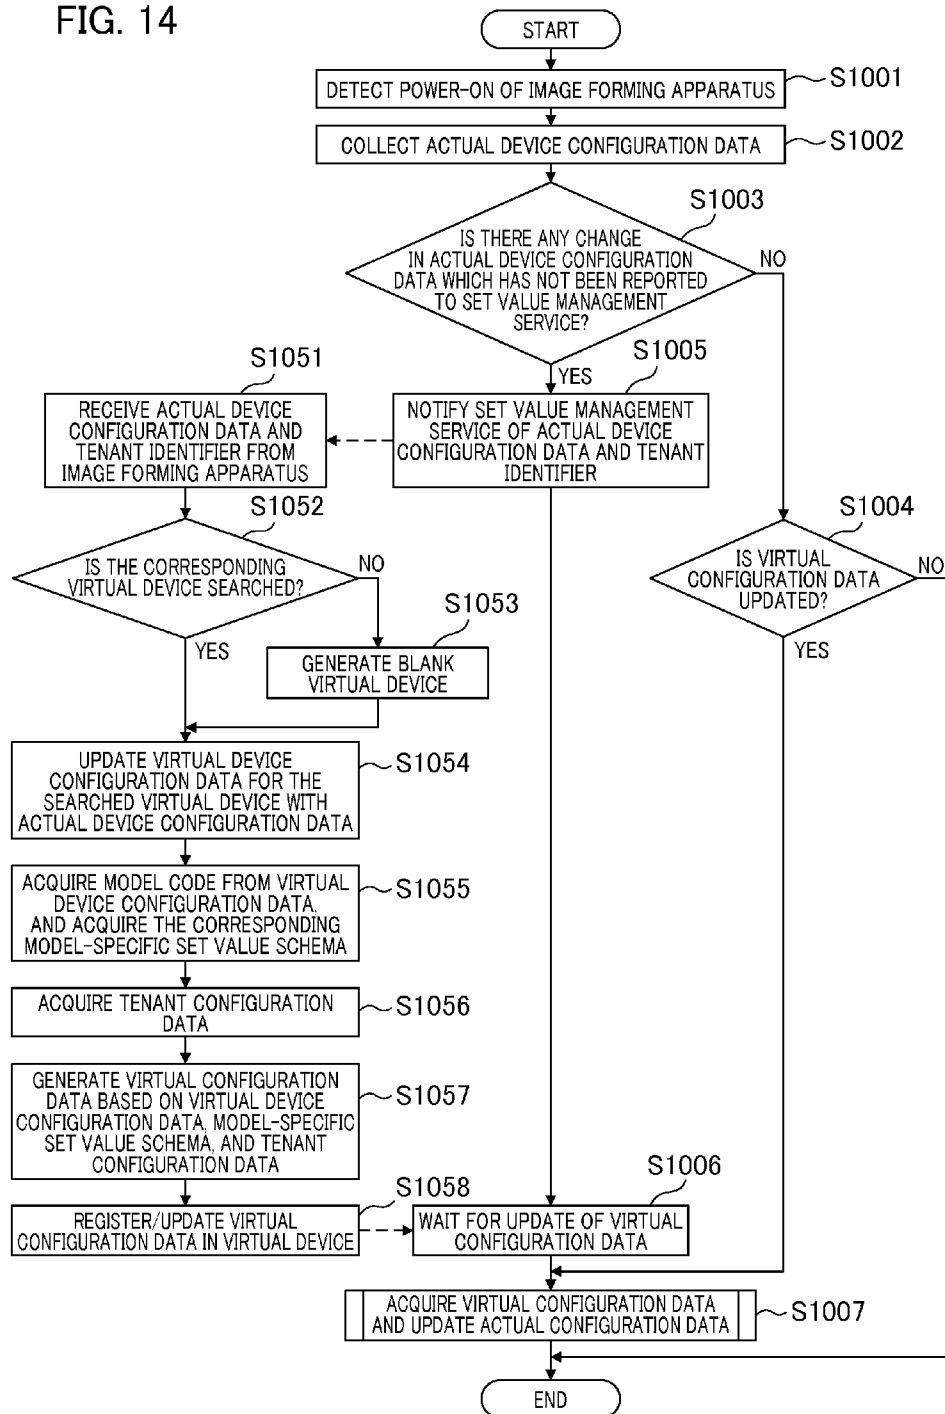 FIG. 14
START
DETECT POWER-ON OF IMAGE FORMING APPARATUS
S1001
COLLECT ACTUAL DEVICE CONFIGURATION DATA
S1002
S1003
IS THERE ANY CHANGE
IN ACTUAL DEVICE CONFIGURATION
DATA WHICH HAS NOT BEEN REPORTED
TO SET VALUE MANAGEMENT
SERVICE?
NO
YES
S1005
NOTIFY SET VALUE MANAGEMENT
SERVICE OF ACTUAL DEVICE
CONFIGURATION DATA AND TENANT
IDENTIFIER
S1051
RECEIVE ACTUAL DEVICE
CONFIGURATION DATA AND
TENANT IDENTIFIER FROM
IMAGE FORMING APPARATUS
S1052
IS THE CORRESPONDING
VIRTUAL DEVICE SEARCHED?
NO
YES
S1053
GENERATE BLANK
VIRTUAL DEVICE
S1004
IS VIRTUAL
CONFIGURATION DATA
UPDATED?
NO
YES
UPDATE VIRTUAL DEVICE
CONFIGURATION DATA FOR THE
SEARCHED VIRTUAL DEVICE WITH
ACTUAL DEVICE CONFIGURATION DATA
S1054
ACQUIRE MODEL CODE FROM VIRTUAL
DEVICE CONFIGURATION DATA,
AND ACQUIRE THE CORRESPONDING
MODEL-SPECIFIC SET VALUE SCHEMA
S1055
ACQUIRE TENANT CONFIGURATION
DATA
S1056
GENERATE VIRTUAL CONFIGURATION
DATA BASED ON VIRTUAL DEVICE
CONFIGURATION DATA, MODEL-SPECIFIC
SET VALUE SCHEMA, AND TENANT
CONFIGURATION DATA
S1057
S1058
REGISTER/UPDATE VIRTUAL
CONFIGURATION DATA IN VIRTUAL DEVICE
S1006
WAIT FOR UPDATE OF VIRTUAL
CONFIGURATION DATA
ACQUIRE VIRTUAL CONFIGURATION DATA
AND UPDATE ACTUAL CONFIGURATION DATA
S1007
END